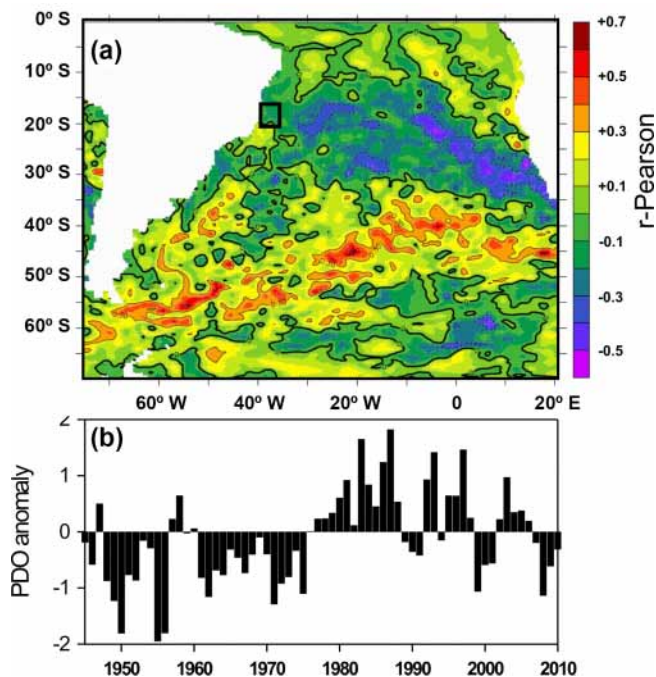 (a)
0° S
10° S
20° S
30° S
40° S
50° S
60° S
60° W
40° W
20° W
0
20° E
+0.7
+0.5
+0.3
+0.1
-0.1
-0.3
-0.5
r-Pearson
(b)
PDO anomaly
2
1
0
-1
-2
1950
1960
1970
1980
1990
2000
2010